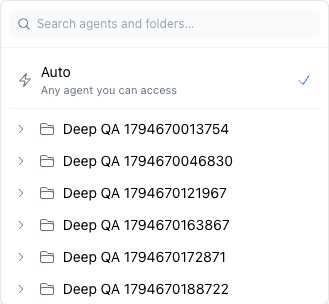 Search agents and folders...
Auto
Any agent you can access
Deep QA 1794670013754
Deep QA 1794670046830
Deep QA 1794670121967
Deep QA 1794670163867
Deep QA 1794670172871
Deep QA 1794670188722